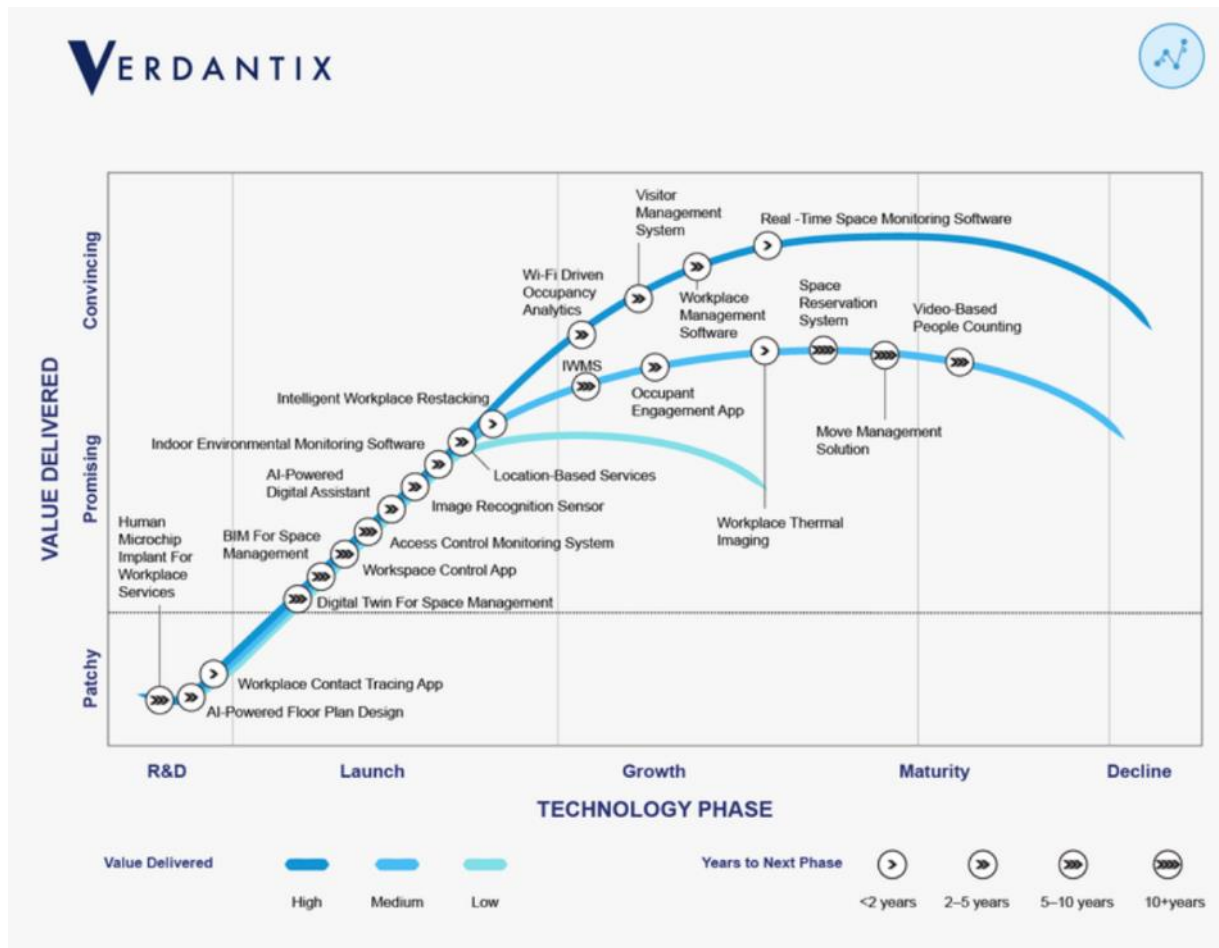 VERDANTIX
VALUE DELIVERED
Convincing
Promising
Patchy
Visitor
Management
System
Real -Time Space Monitoring Software
Wi-Fi Driven
Occupancy
Analytics
Workplace
Management
Software
Space
Reservation
System
Video-Based
People Counting
IWMS
Occupant
Engagement App
Intelligent Workplace Restacking
Move Management
Solution
Indoor Environmental Monitoring Software
Location-Based Services
AI-Powered
Digital Assistant
Image Recognition Sensor
Workplace Thermal
Imaging
Human
Microchip
Implant For
Workplace
Services
BIM For Space
Management
Access Control Monitoring System
Workspace Control App
Digital Twin For Space Management
Workplace Contact Tracing App
AI-Powered Floor Plan Design
R&D
Launch
Growth
Maturity
Decline
TECHNOLOGY PHASE
Value Delivered
High
Medium
Low
Years to Next Phase
<2 years
2–5 years
5–10 years
10+years